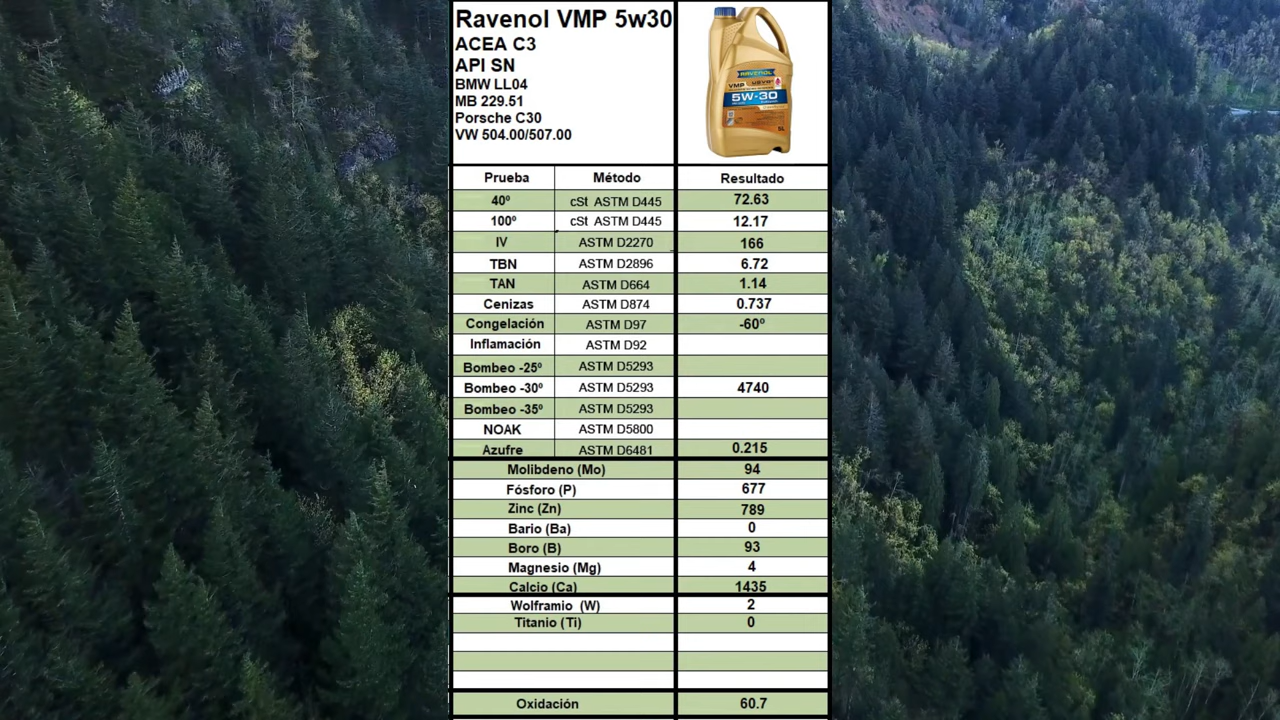 Ravenol VMP 5w30
ACEA C3
API SN
BMW LL04
MB 229.51
Porsche C30
VW 504.00/507.00
RAVENOL
VMP USVO
5W-30
5L
Prueba Método Resultado
40º cSt ASTM D445 72.63
100º cSt ASTM D445 12.17
IV ASTM D2270 166
TBN ASTM D2896 6.72
TAN ASTM D664 1.14
Cenizas ASTM D874 0.737
Congelación ASTM D97 -60º
Inflamación ASTM D92
Bombeo -25º ASTM D5293
Bombeo -30º ASTM D5293 4740
Bombeo -35º ASTM D5293
NOAK ASTM D5800
Azufre ASTM D6481 0.215
Molibdeno (Mo) 94
Fósforo (P) 677
Zinc (Zn) 789
Bario (Ba) 0
Boro (B) 93
Magnesio (Mg) 4
Calcio (Ca) 1435
Wolframio (W) 2
Titanio (Ti) 0
Oxidación 60.7